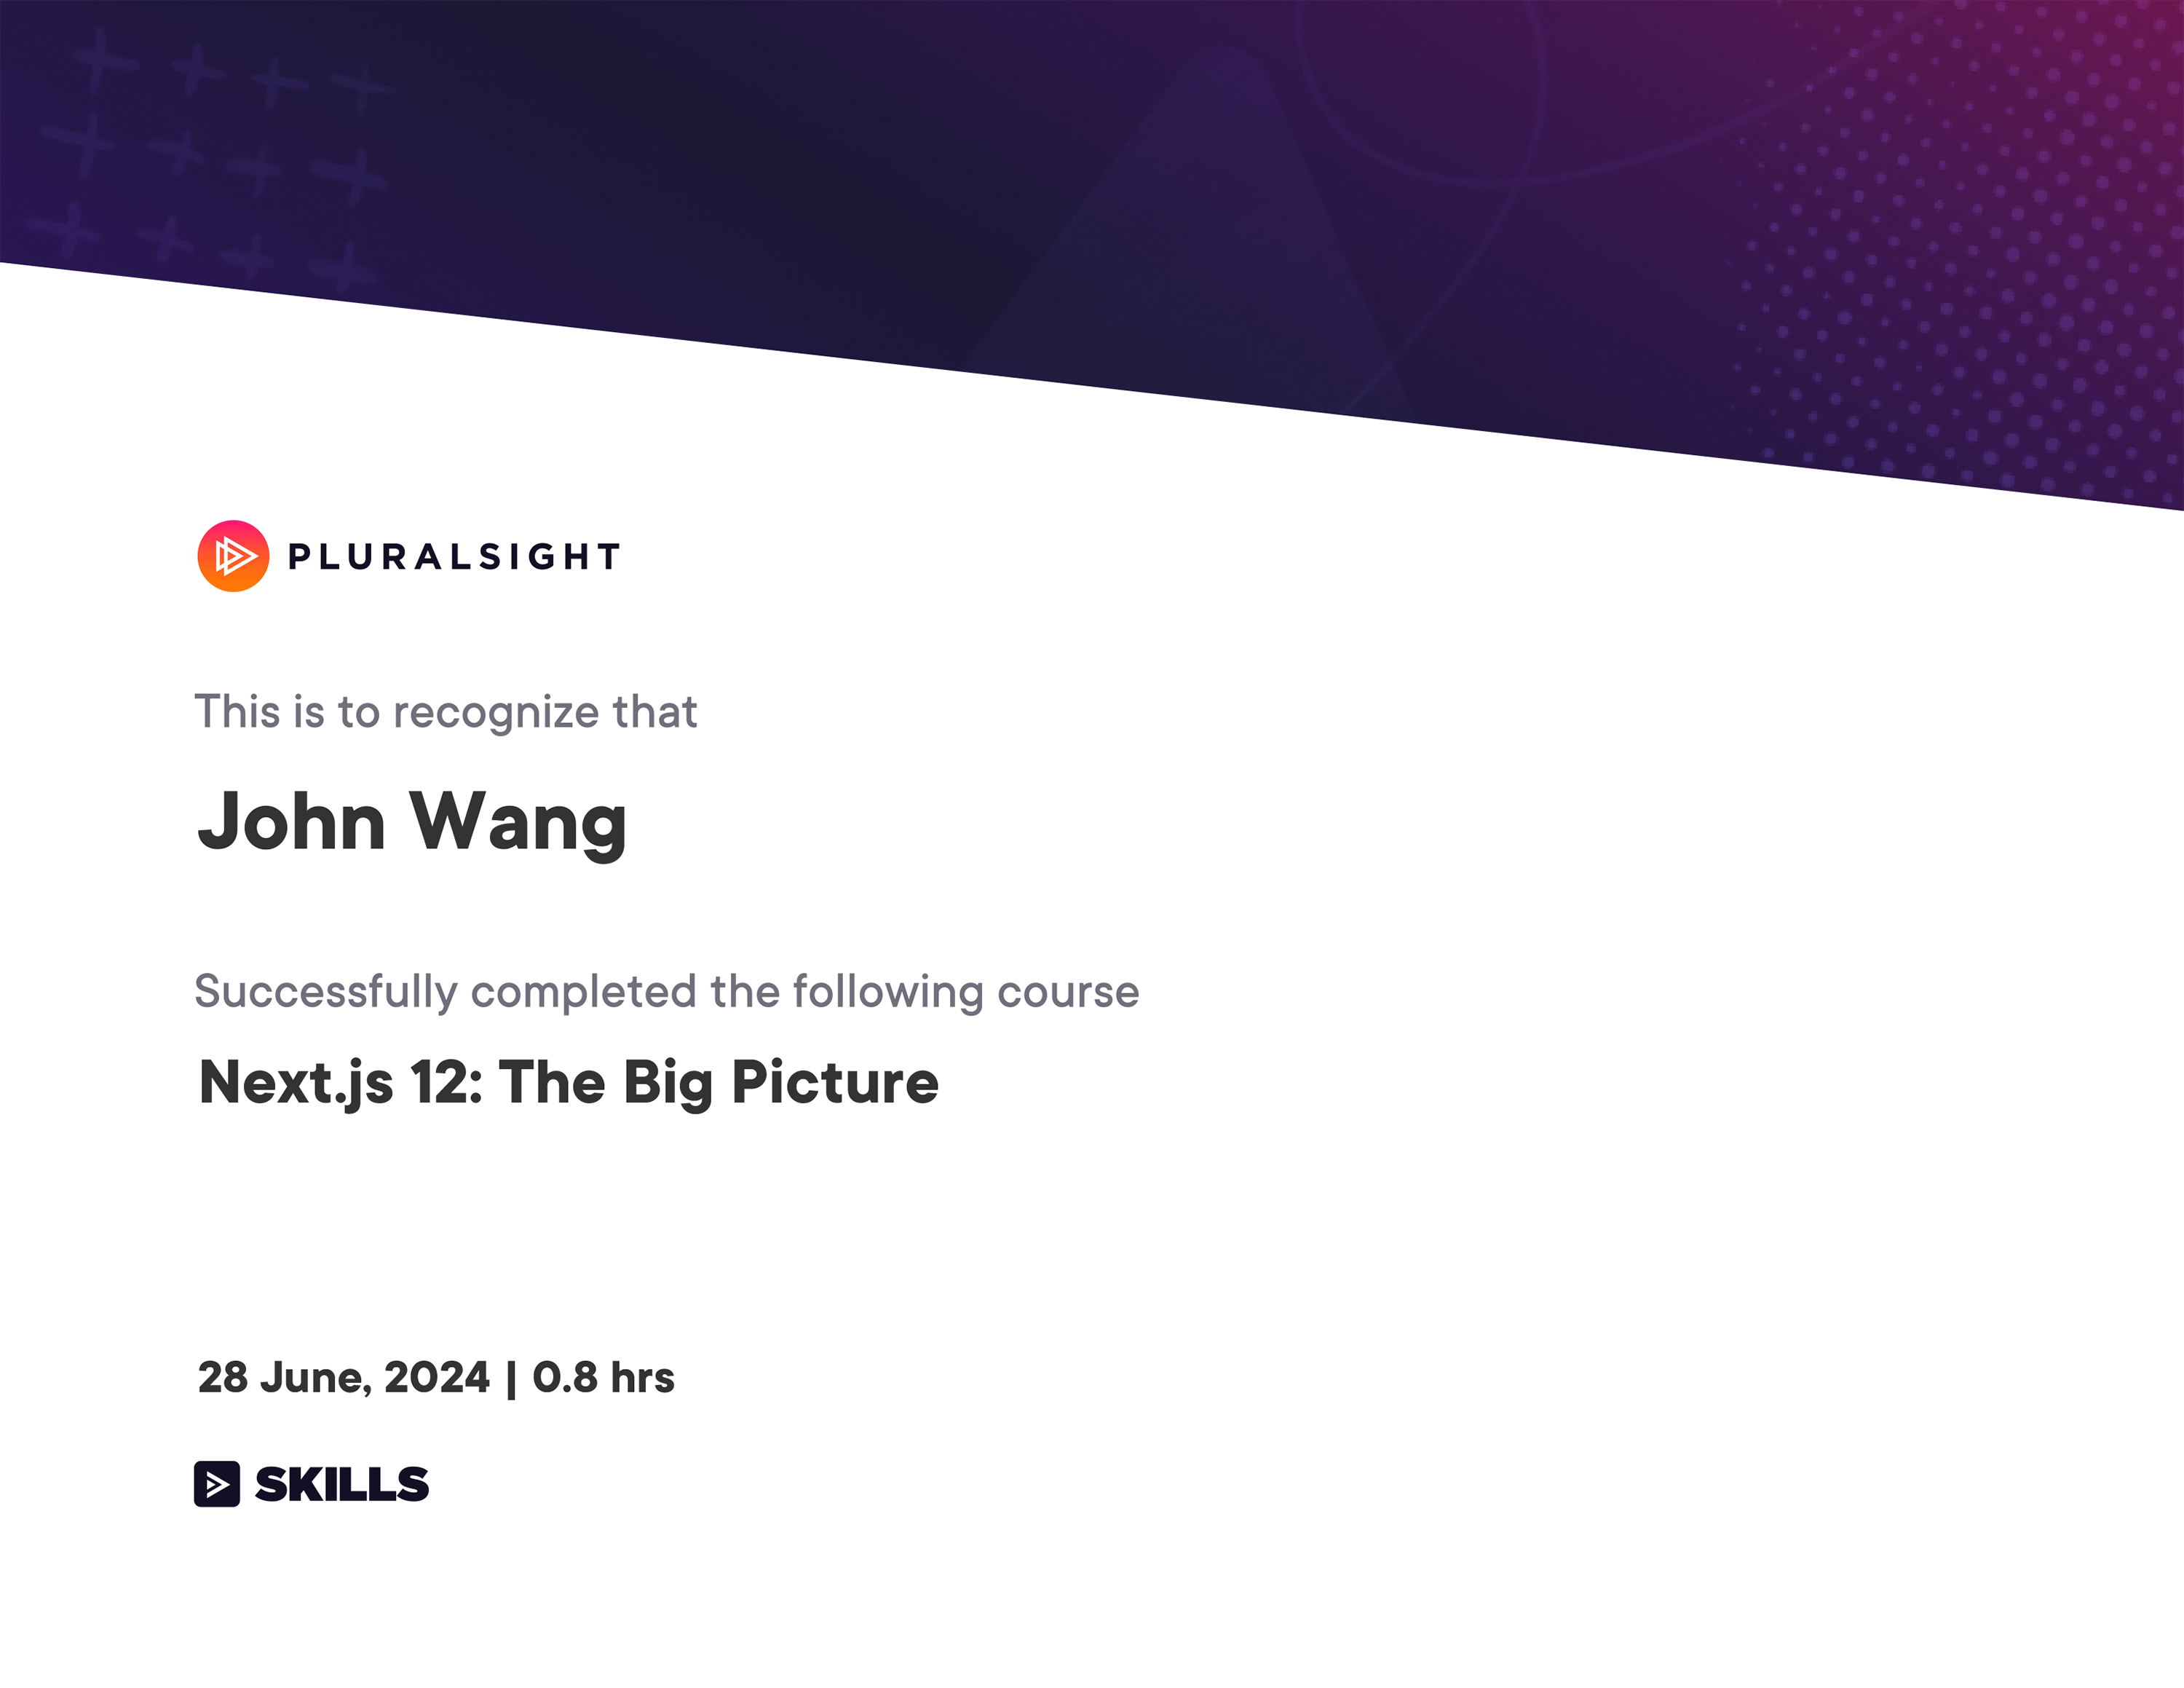 PLURALSIGHT
This is to recognize that
John Wang
Successfully completed the following course
Next.js 12: The Big Picture
28 June, 2024 | 0.8 hrs
SKILLS